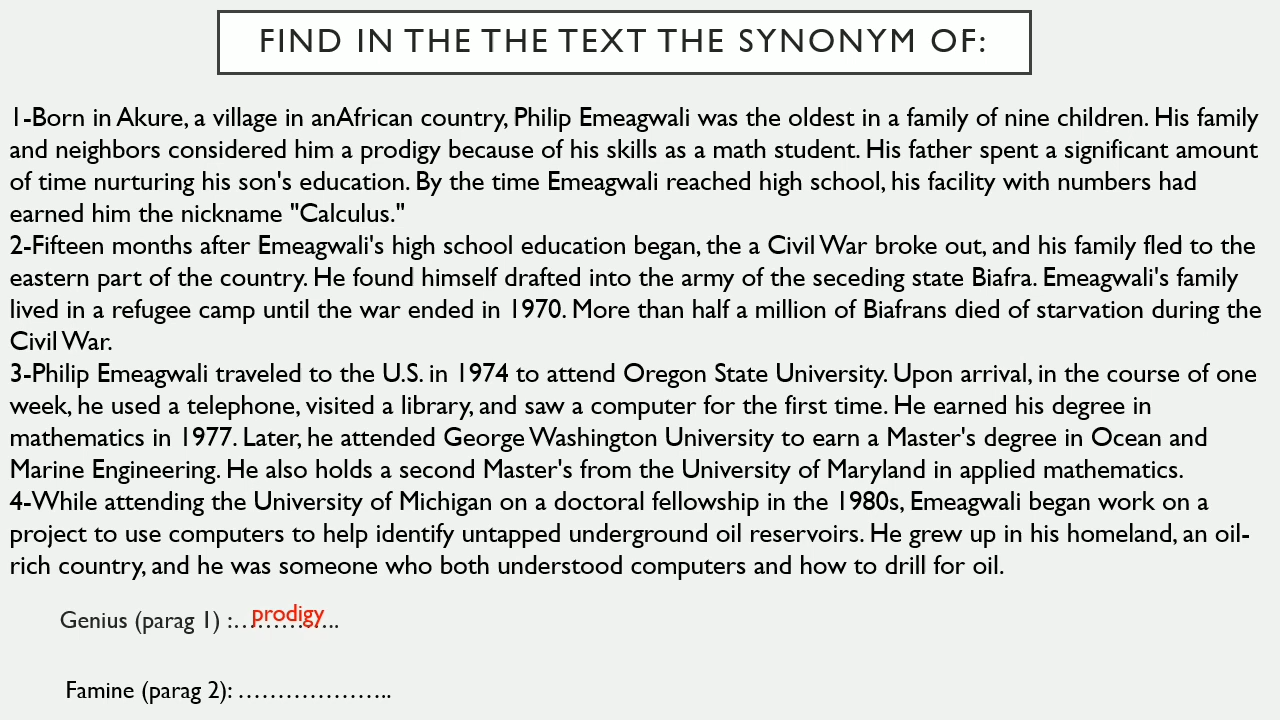 FIND IN THE THE TEXT THE SYNONYM OF:
1-Born in Akure, a village in anAfrican country, Philip Emeagwali was the oldest in a family of nine children. His family
and neighbors considered him a prodigy because of his skills as a math student. His father spent a significant amount
of time nurturing his son's education. By the time Emeagwali reached high school, his facility with numbers had
earned him the nickname "Calculus."
2-Fifteen months after Emeagwali's high school education began, the a Civil War broke out, and his family fled to the
eastern part of the country. He found himself drafted into the army of the seceding state Biafra. Emeagwali's family
lived in a refugee camp until the war ended in 1970. More than half a million of Biafrans died of starvation during the
Civil War.
3-Philip Emeagwali traveled to the U.S. in 1974 to attend Oregon State University. Upon arrival, in the course of one
week, he used a telephone, visited a library, and saw a computer for the first time. He earned his degree in
mathematics in 1977. Later, he attended George Washington University to earn a Master's degree in Ocean and
Marine Engineering. He also holds a second Master's from the University of Maryland in applied mathematics.
4-While attending the University of Michigan on a doctoral fellowship in the 1980s, Emeagwali began work on a
project to use computers to help identify untapped underground oil reservoirs. He grew up in his homeland, an oil-
rich country, and he was someone who both understood computers and how to drill for oil.
Genius (parag 1) :…prodigy…..
Famine (parag 2): ………………..